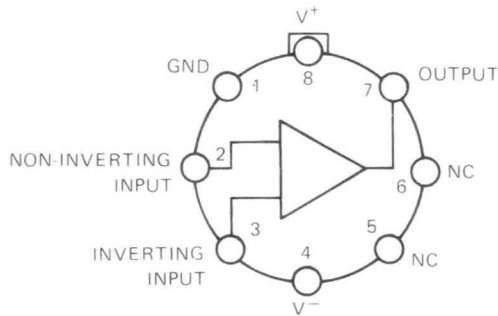 V+
8
GND
1
7
OUTPUT
NON-INVERTING
INPUT
2
6
NC
3
INVERTING
INPUT
4
5
NC
V−